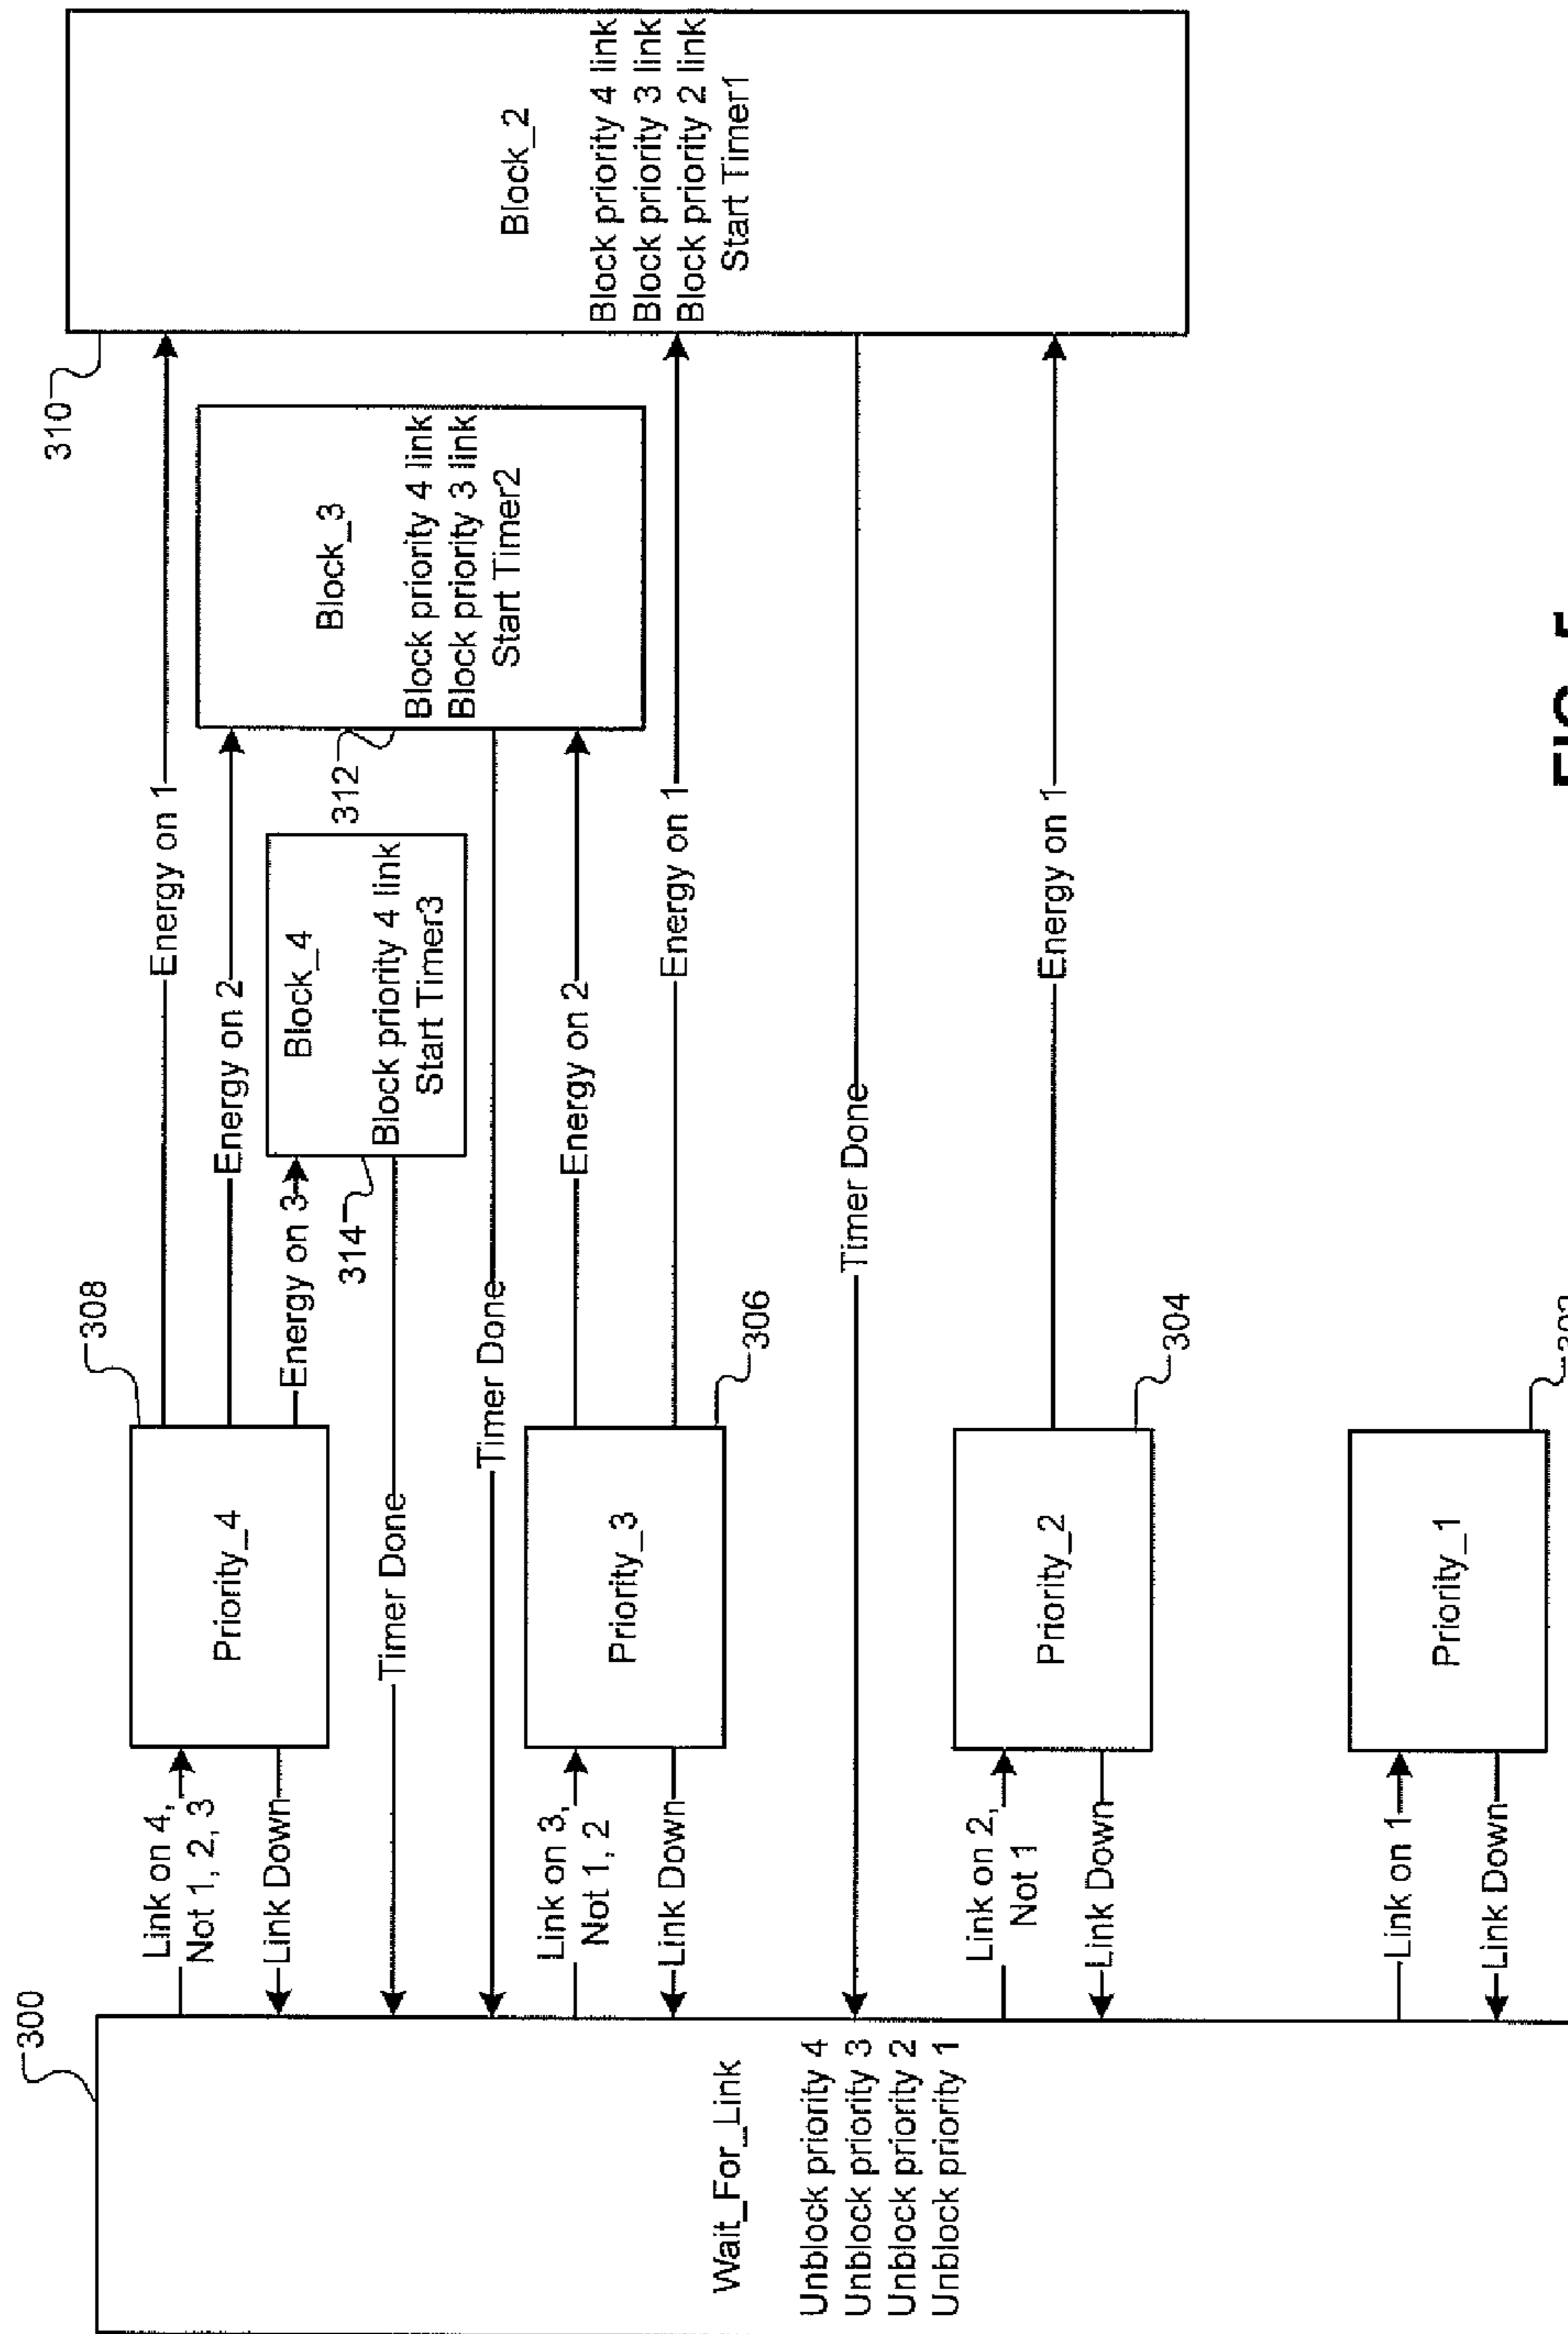 300
Wait_For_Link
Unblock priority 4
Unblock priority 3
Unblock priority 2
Unblock priority 1
Link on 1
Link Down
Link on 2,
Not 1
Link Down
Link on 3,
Not 1, 2
Link Down
Link on 4,
Not 1, 2, 3
Link Down
Priority_1
302
Priority_2
304
Priority_3
306
Priority_4
308
Timer Done
Timer Done
Timer Done
Energy on 3
314
Block_4
Block priority 4 link
Start Timer3
Energy on 2
Energy on 2
312
Block_3
Block priority 4 link
Block priority 3 link
Start Timer2
Energy on 1
Energy on 1
Energy on 1
310
Block_2
Block priority 4 link
Block priority 3 link
Block priority 2 link
Start Timer1